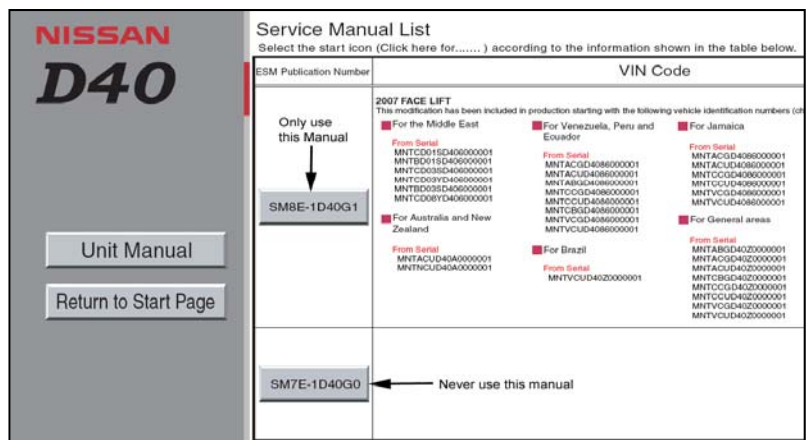 NISSAN
D40
Unit Manual
Return to Start Page
Service Manual List
Select the start icon (Click here for....... ) according to the information shown in the table below.
ESM Publication Number
VIN Code
Only use
this Manual
SM8E-1D40G1
2007 FACE LIFT
This modification has been included in production starting with the following vehicle identification numbers (ch
For the Middle East
From Serial
MNTCD01SD406000001
MNTBD01SD406000001
MNTCD03SD406000001
MNTCD03YD406000001
MNTBD03SD406000001
MNTCD08YD406000001
For Australia and New
Zealand
From Serial
MNTACUD40A0000001
MNTNCUD40A0000001
For Venezuela, Peru and
Ecuador
From Serial
MNTACGD4086000001
MNTACUD4086000001
MNTABGD4086000001
MNTCCGD4086000001
MNTCCUD4086000001
MNTCBGD4086000001
MNTVCGD4086000001
MNTVCUD4086000001
For Brazil
From Serial
MNTVCUD40Z0000001
For Jamaica
From Serial
MNTACGD4086000001
MNTACUD4086000001
MNTCCGD4086000001
MNTCCUD4086000001
MNTVCGD4086000001
MNTVCUD4086000001
For General areas
From Serial
MNTABGD40Z0000001
MNTACGD40Z0000001
MNTACUD40Z0000001
MNTCBGD40Z0000001
MNTCCGD40Z0000001
MNTCCUD40Z0000001
MNTVCGD40Z0000001
MNTVCUD40Z0000001
SM7E-1D40G0
Never use this manual